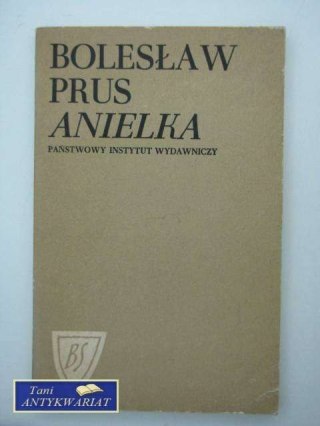 BOLESŁAW
PRUS
ANIELKA
PAŃSTWOWY INSTYTUT WYDAWNICZY
BS
Tani
ANTYKWARIAT